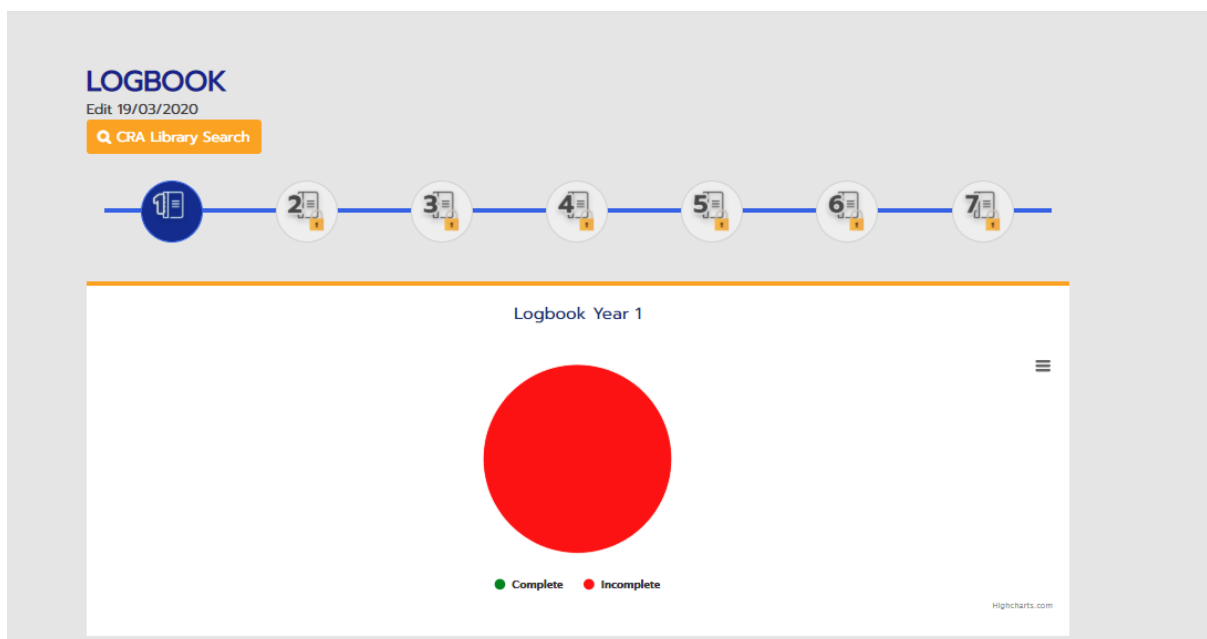 LOGBOOK
Edit 19/03/2020
CRA Library Search
1 2 3 4 5 6 7
Logbook Year 1
Complete Incomplete
Highcharts.com